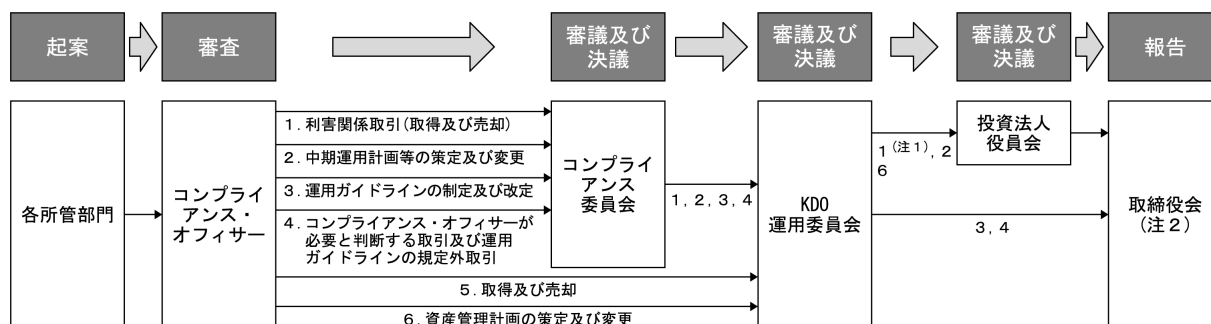 起案
審査
審議及び
決議
審議及び
決議
審議及び
決議
報告
各所管部門
コンプライ
アンス・
オフィサー
1. 利害関係取引(取得及び売却)
2. 中期運用計画等の策定及び変更
3. 運用ガイドラインの制定及び改定
4. コンプライアンス・オフィサーが
必要と判断する取引及び運用
ガイドラインの規定外取引
5. 取得及び売却
6. 資産管理計画の策定及び変更
コンプライ
アンス
委員会
1, 2, 3, 4
KDO
運用委員会
1(注1), 2
6
3, 4
投資法人
役員会
取締役会
(注2)